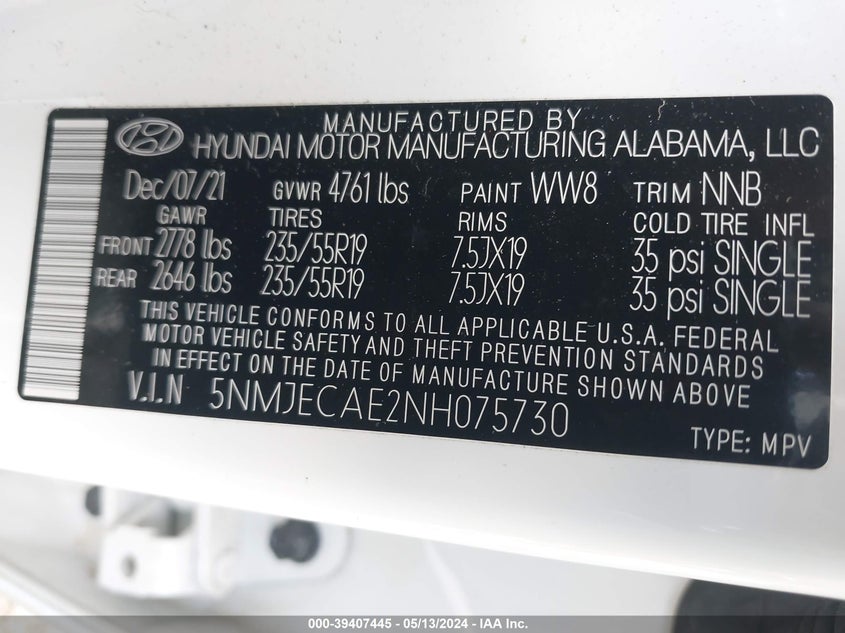 MANUFACTURED BY
HYUNDAI MOTOR MANUFACTURING ALABAMA, LLC
Dec/07/21 GVWR 4761 lbs PAINT WW8 TRIM NNB
GAWR TIRES RIMS COLD TIRE INFL
FRONT 2778 lbs 235/55R19 7.5JX19 35 psi SINGLE
REAR 2646 lbs 235/55R19 7.5JX19 35 psi SINGLE
THIS VEHICLE CONFORMS TO ALL APPLICABLE U.S.A. FEDERAL
MOTOR VEHICLE SAFETY AND THEFT PREVENTION STANDARDS
IN EFFECT ON THE DATE OF MANUFACTURE SHOWN ABOVE
V.I.N 5NMJECAE2NH075730
TYPE: MPV
000-39407445 - 05/13/2024 - IAA Inc.